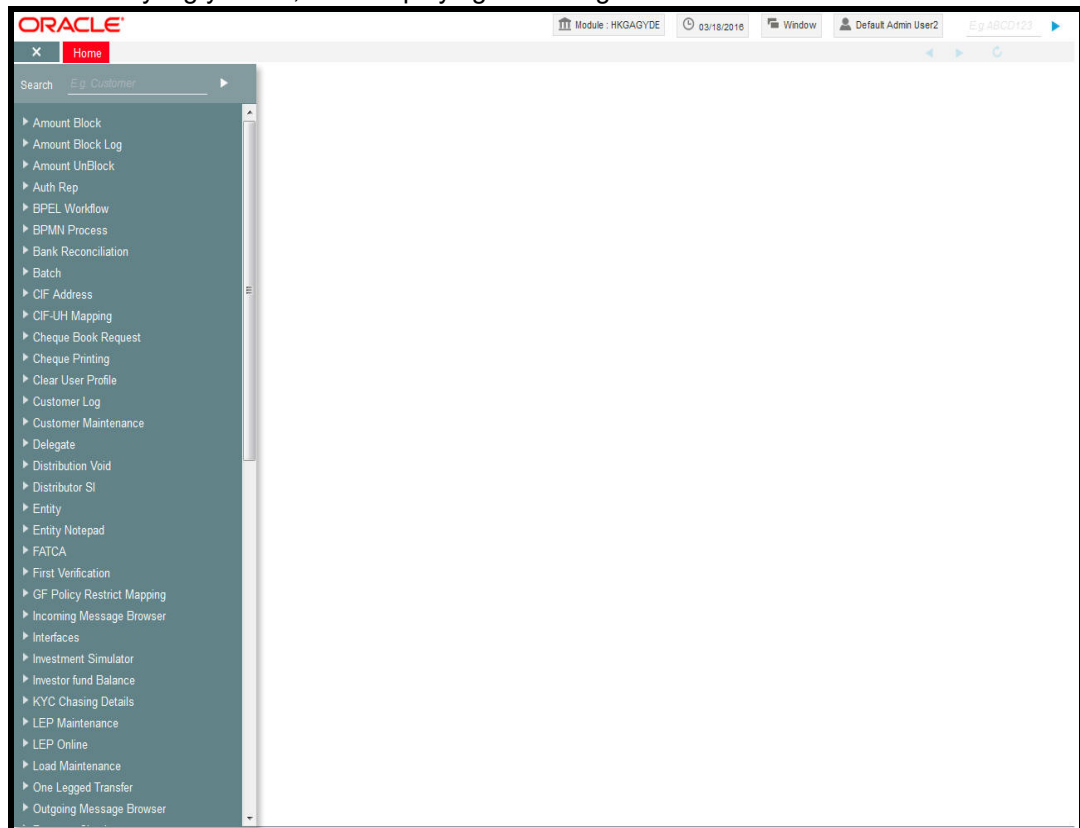 ORACLE
Module : HKGAGYDE 03/18/2016 Window Default Admin User2 E.g ABCD123
Home
Search E.g. Customer
Amount Block
Amount Block Log
Amount UnBlock
Auth Rep
BPEL Workflow
BPMN Process
Bank Reconciliation
Batch
CIF Address
CIF-UH Mapping
Cheque Book Request
Cheque Printing
Clear User Profile
Customer Log
Customer Maintenance
Delegate
Distribution Void
Distributor SI
Entity
Entity Notepad
FATCA
First Verification
GF Policy Restrict Mapping
Incoming Message Browser
Interfaces
Investment Simulator
Investor fund Balance
KYC Chasing Details
LEP Maintenance
LEP Online
Load Maintenance
One Legged Transfer
Outgoing Message Browser